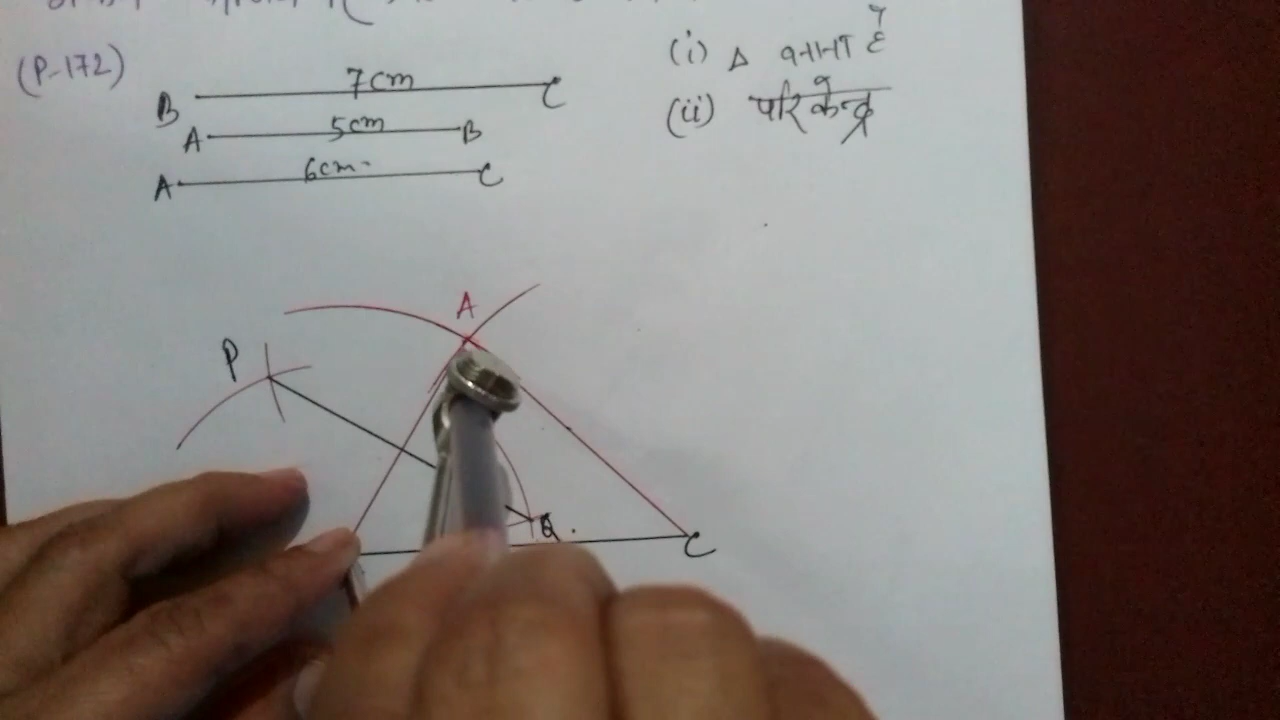 (P-172)
B 7cm C
A 5cm B
A 6cm. C
(i) Δ बनाना है
(ii) परिकेन्द्र
A
P
Q.
C